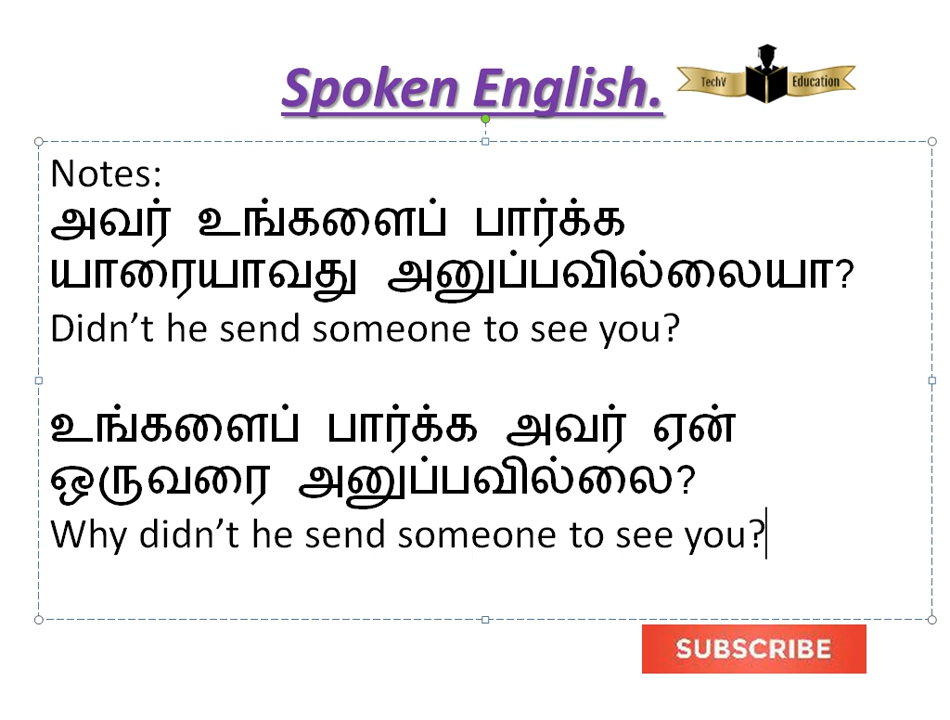 Spoken English.
TechV Education
Notes:
அவர் உங்களைப் பார்க்க
யாரையாவது அனுப்பவில்லையா?
Didn’t he send someone to see you?
உங்களைப் பார்க்க அவர் ஏன்
ஒருவரை அனுப்பவில்லை?
Why didn’t he send someone to see you?
SUBSCRIBE